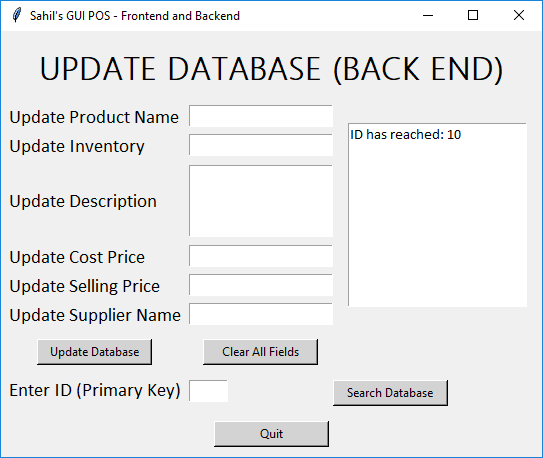 Sahil's GUI POS - Frontend and Backend
UPDATE DATABASE (BACK END)
Update Product Name
ID has reached: 10
Update Inventory
Update Description
Update Cost Price
Update Selling Price
Update Supplier Name
Update Database
Clear All Fields
Enter ID (Primary Key)
Search Database
Quit